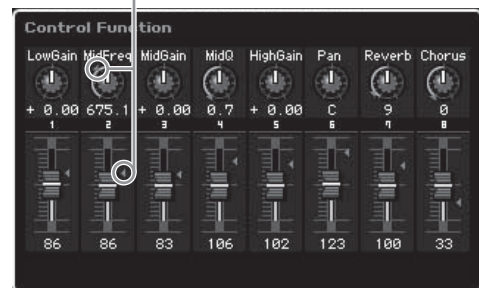 Control Function
LowGain MidFreq MidGain MidQ HighGain Pan Reverb Chorus
+ 0.00 675.1 + 0.00 0.7 + 0.00 C 9 0
1 2 3 4 5 6 7 8
86 86 83 106 102 123 100 33